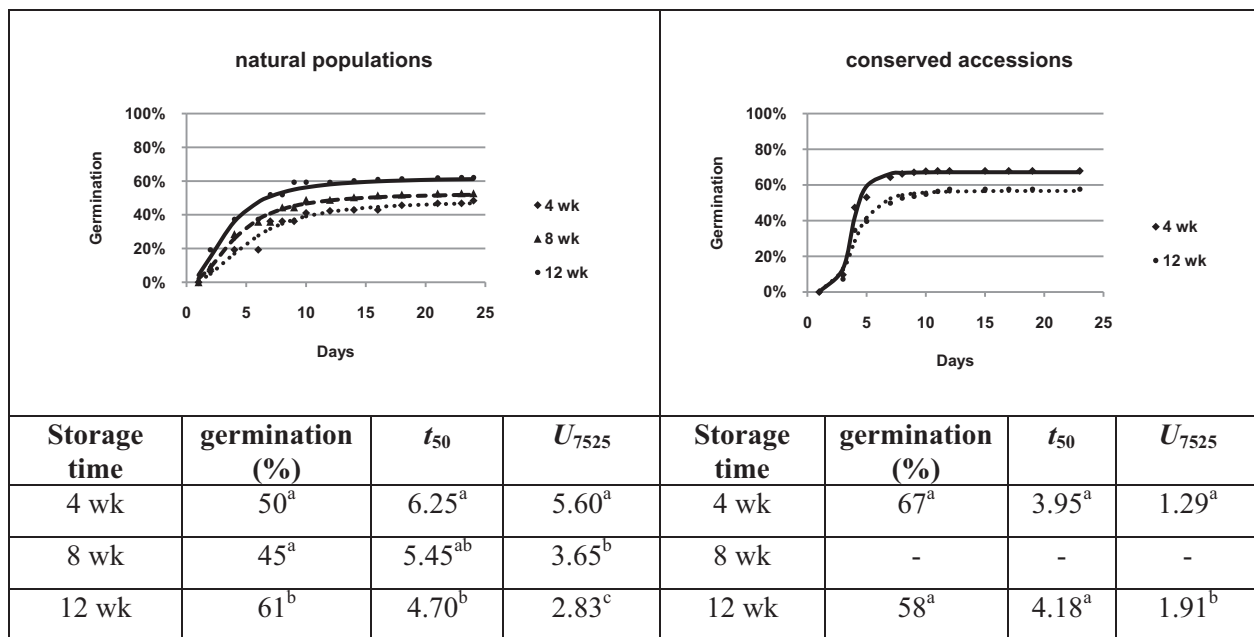 natural populations
100%
80%
60%
40%
20%
0%
Germination
0 5 10 15 20 25
Days
4 wk
8 wk
12 wk
conserved accessions
100%
80%
60%
40%
20%
0%
Germination
0 5 10 15 20 25
Days
4 wk
12 wk
Storage time germination (%) t50 U7525 Storage time germination (%) t50 U7525
4 wk 50a 6.25a 5.60a 4 wk 67a 3.95a 1.29a
8 wk 45a 5.45ab 3.65b 8 wk - - -
12 wk 61b 4.70b 2.83c 12 wk 58a 4.18a 1.91b